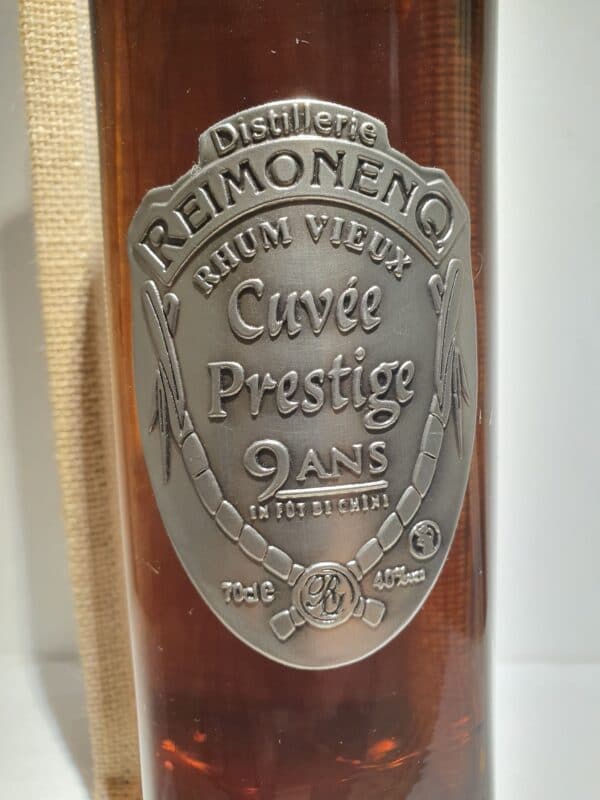 Distillerie
REIMONENQ
RHUM VIEUX
Cuvée
Prestige
9 ANS
EN FÛT DE CHÊNE
70cl e 40%vol
R